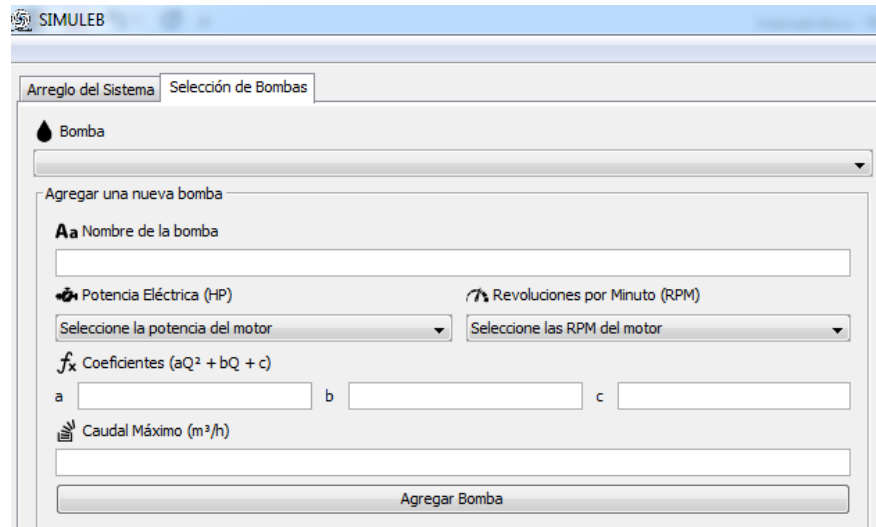 SIMULEB
Arreglo del Sistema Selección de Bombas
Bomba
Agregar una nueva bomba
Aa Nombre de la bomba
Potencia Eléctrica (HP) Revoluciones por Minuto (RPM)
Seleccione la potencia del motor Seleccione las RPM del motor
fx Coeficientes (aQ² + bQ + c)
a b c
Caudal Máximo (m³/h)
Agregar Bomba